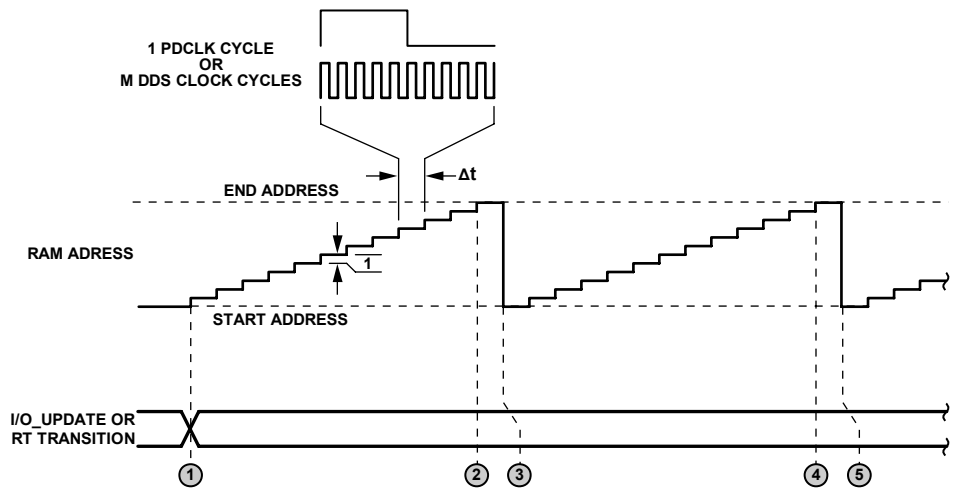 1 PDCLK CYCLE
OR
M DDS CLOCK CYCLES
Δt
END ADDRESS
RAM ADRESS
1
START ADDRESS
I/O_UPDATE OR
RT TRANSITION
1 2 3 4 5